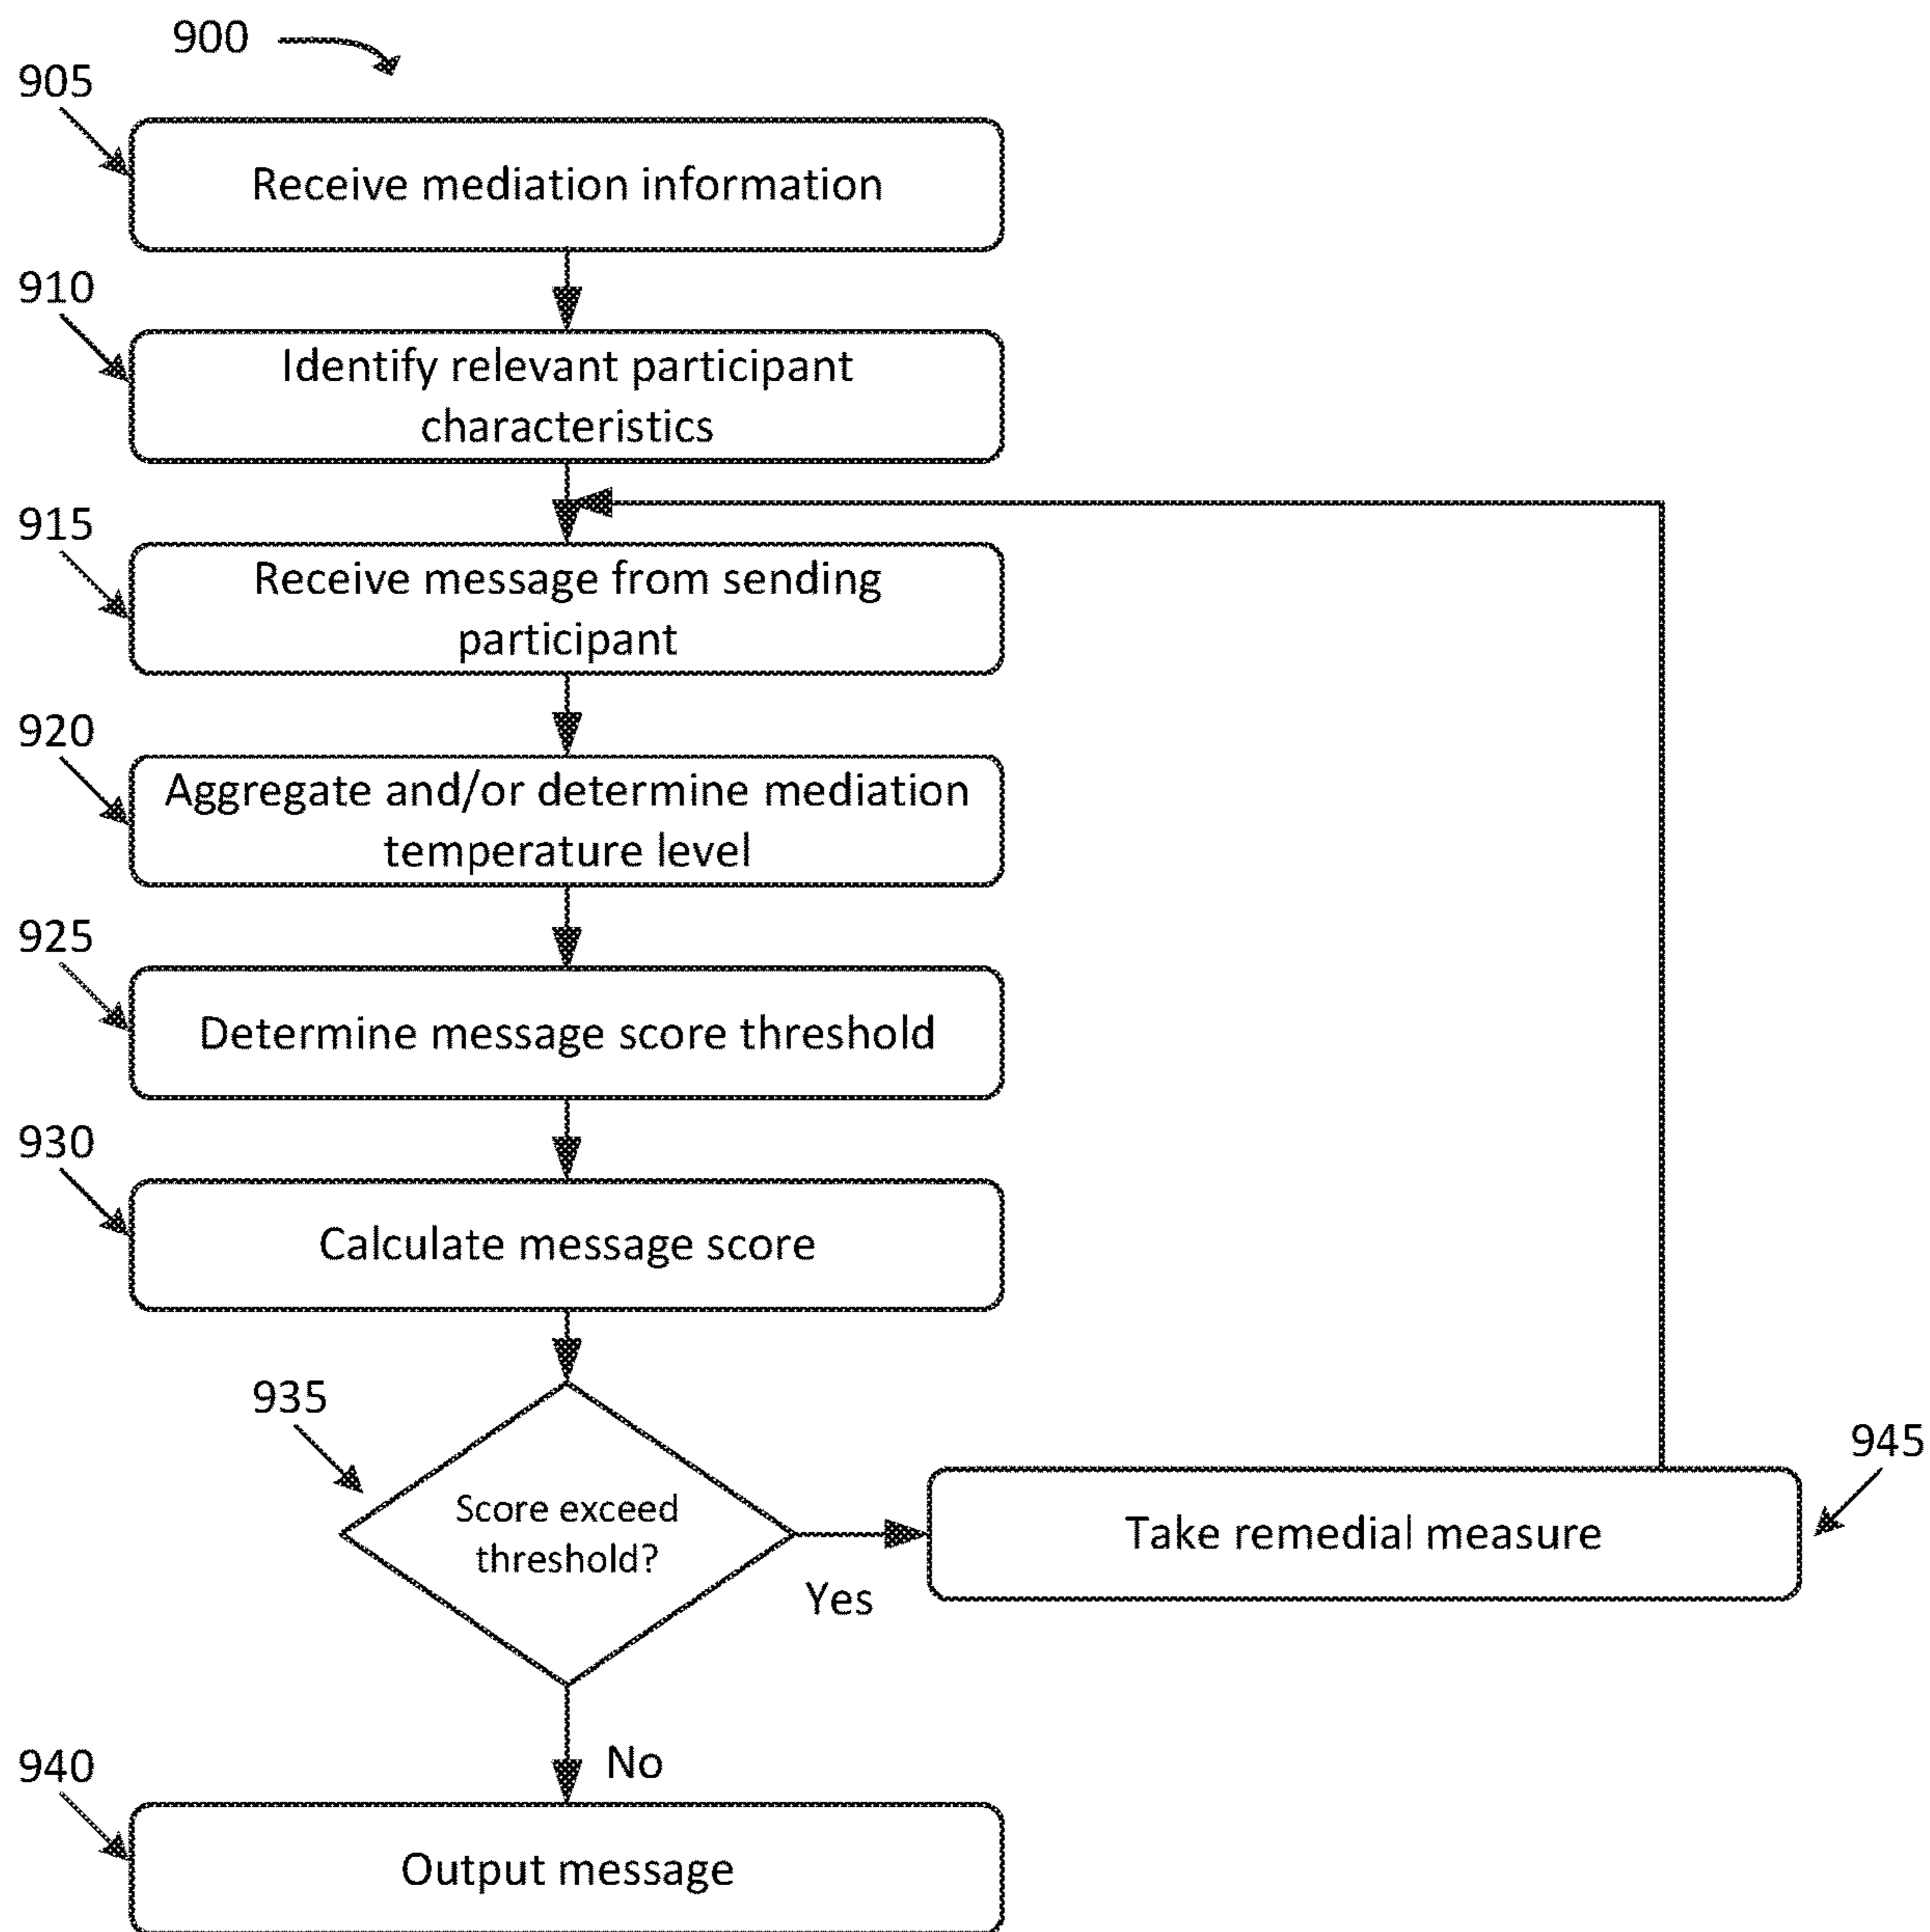 900
905
Receive mediation information
910
Identify relevant participant
characteristics
915
Receive message from sending
participant
920
Aggregate and/or determine mediation
temperature level
925
Determine message score threshold
930
Calculate message score
935
Score exceed
threshold?
945
Take remedial measure
Yes
No
940
Output message